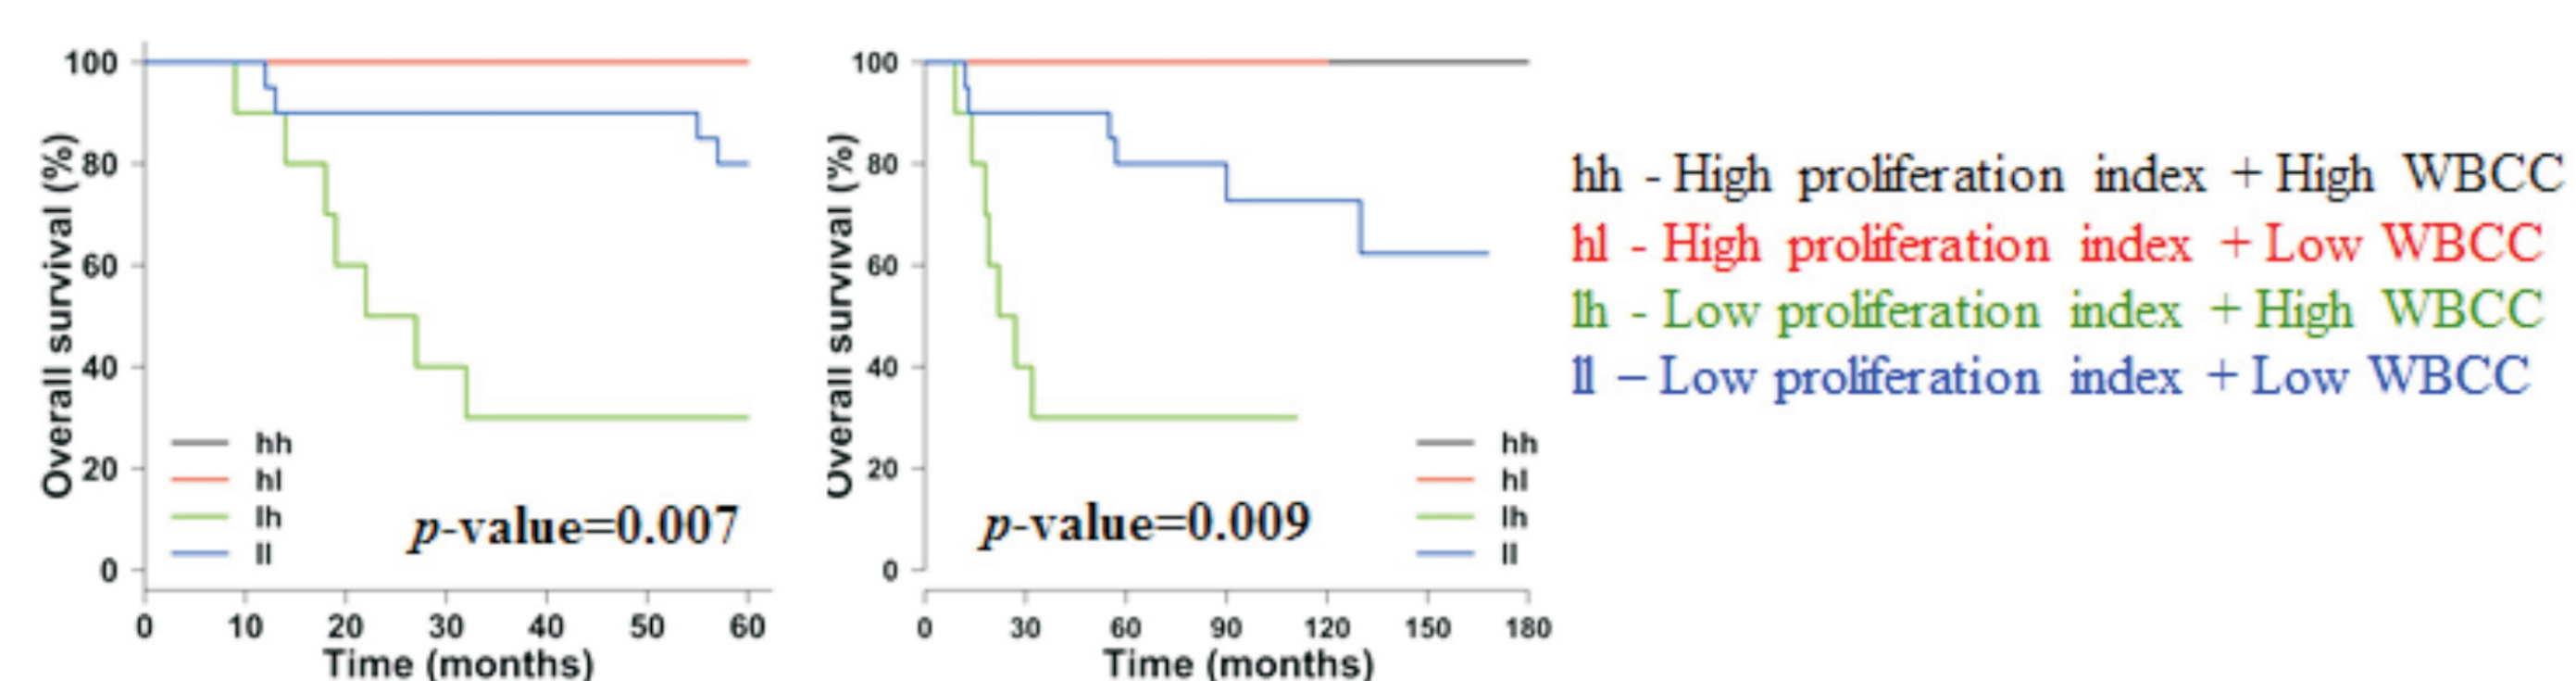 Overall survival (%)
100
80
60
40
20
0
hh
hl
lh
ll
p-value=0.007
0 10 20 30 40 50 60
Time (months)
Overall survival (%)
100
80
60
40
20
0
p-value=0.009
hh
hl
lh
ll
0 30 60 90 120 150 180
Time (months)
hh - High proliferation index + High WBCC
hl - High proliferation index + Low WBCC
lh - Low proliferation index + High WBCC
ll – Low proliferation index + Low WBCC